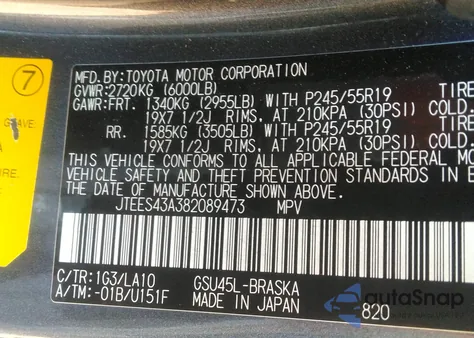 7
MFD.BY:TOYOTA MOTOR CORPORATION
GVWR:2720KG (6000LB)
GAWR:FRT. 1340KG (2955LB) WITH P245/55R19 TIRE
19X7 1/2J RIMS, AT 210KPA (30PSI) COLD.
RR. 1585KG (3505LB) WITH P245/55R19 TIRE
19X7 1/2J RIMS, AT 210KPA (30PSI) COLD.
THIS VEHICLE CONFORMS TO ALL APPLICABLE FEDERAL MO
VEHICLE SAFETY AND THEFT PREVENTION STANDARDS IN E
THE DATE OF MANUFACTURE SHOWN ABOVE.
JTEES43A382089473 MPV
C/TR:1G3/LA10 GSU45L-BRASKA
A/TM:-01B/U151F MADE IN JAPAN 820
autoSnap